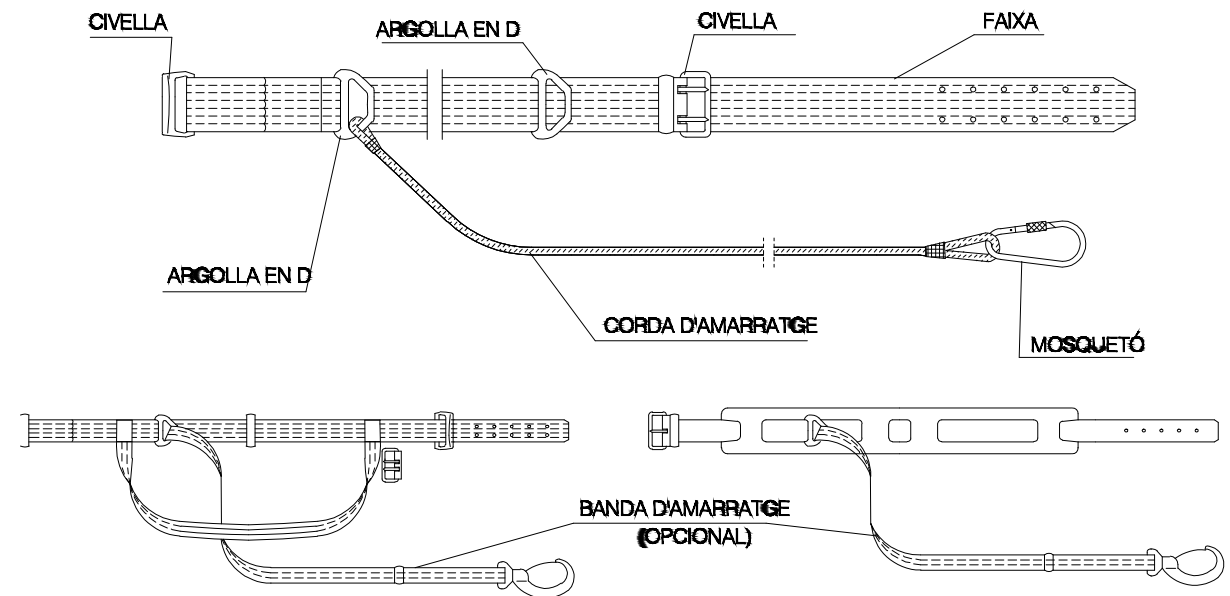 CIVELLA
ARGOLLA EN D
CIVELLA
FAIXA
ARGOLLA EN D
CORDA D'AMARRATGE
MOSQUETÓ
BANDA D'AMARRATGE
(OPCIONAL)